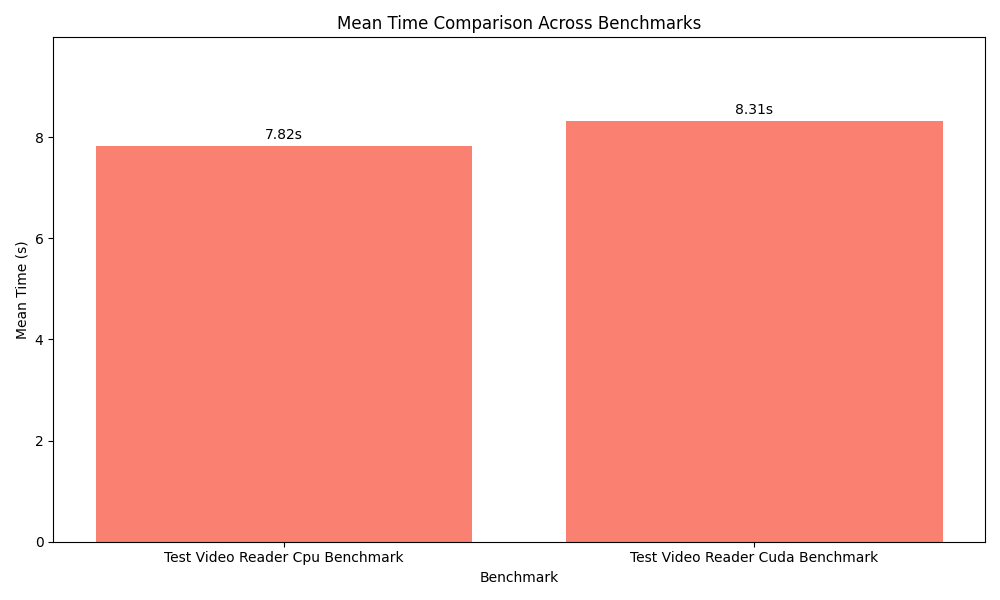 Mean Time Comparison Across Benchmarks
8.31s
7.82s
8
6
4
2
0
Mean Time (s)
Test Video Reader Cpu Benchmark
Test Video Reader Cuda Benchmark
Benchmark